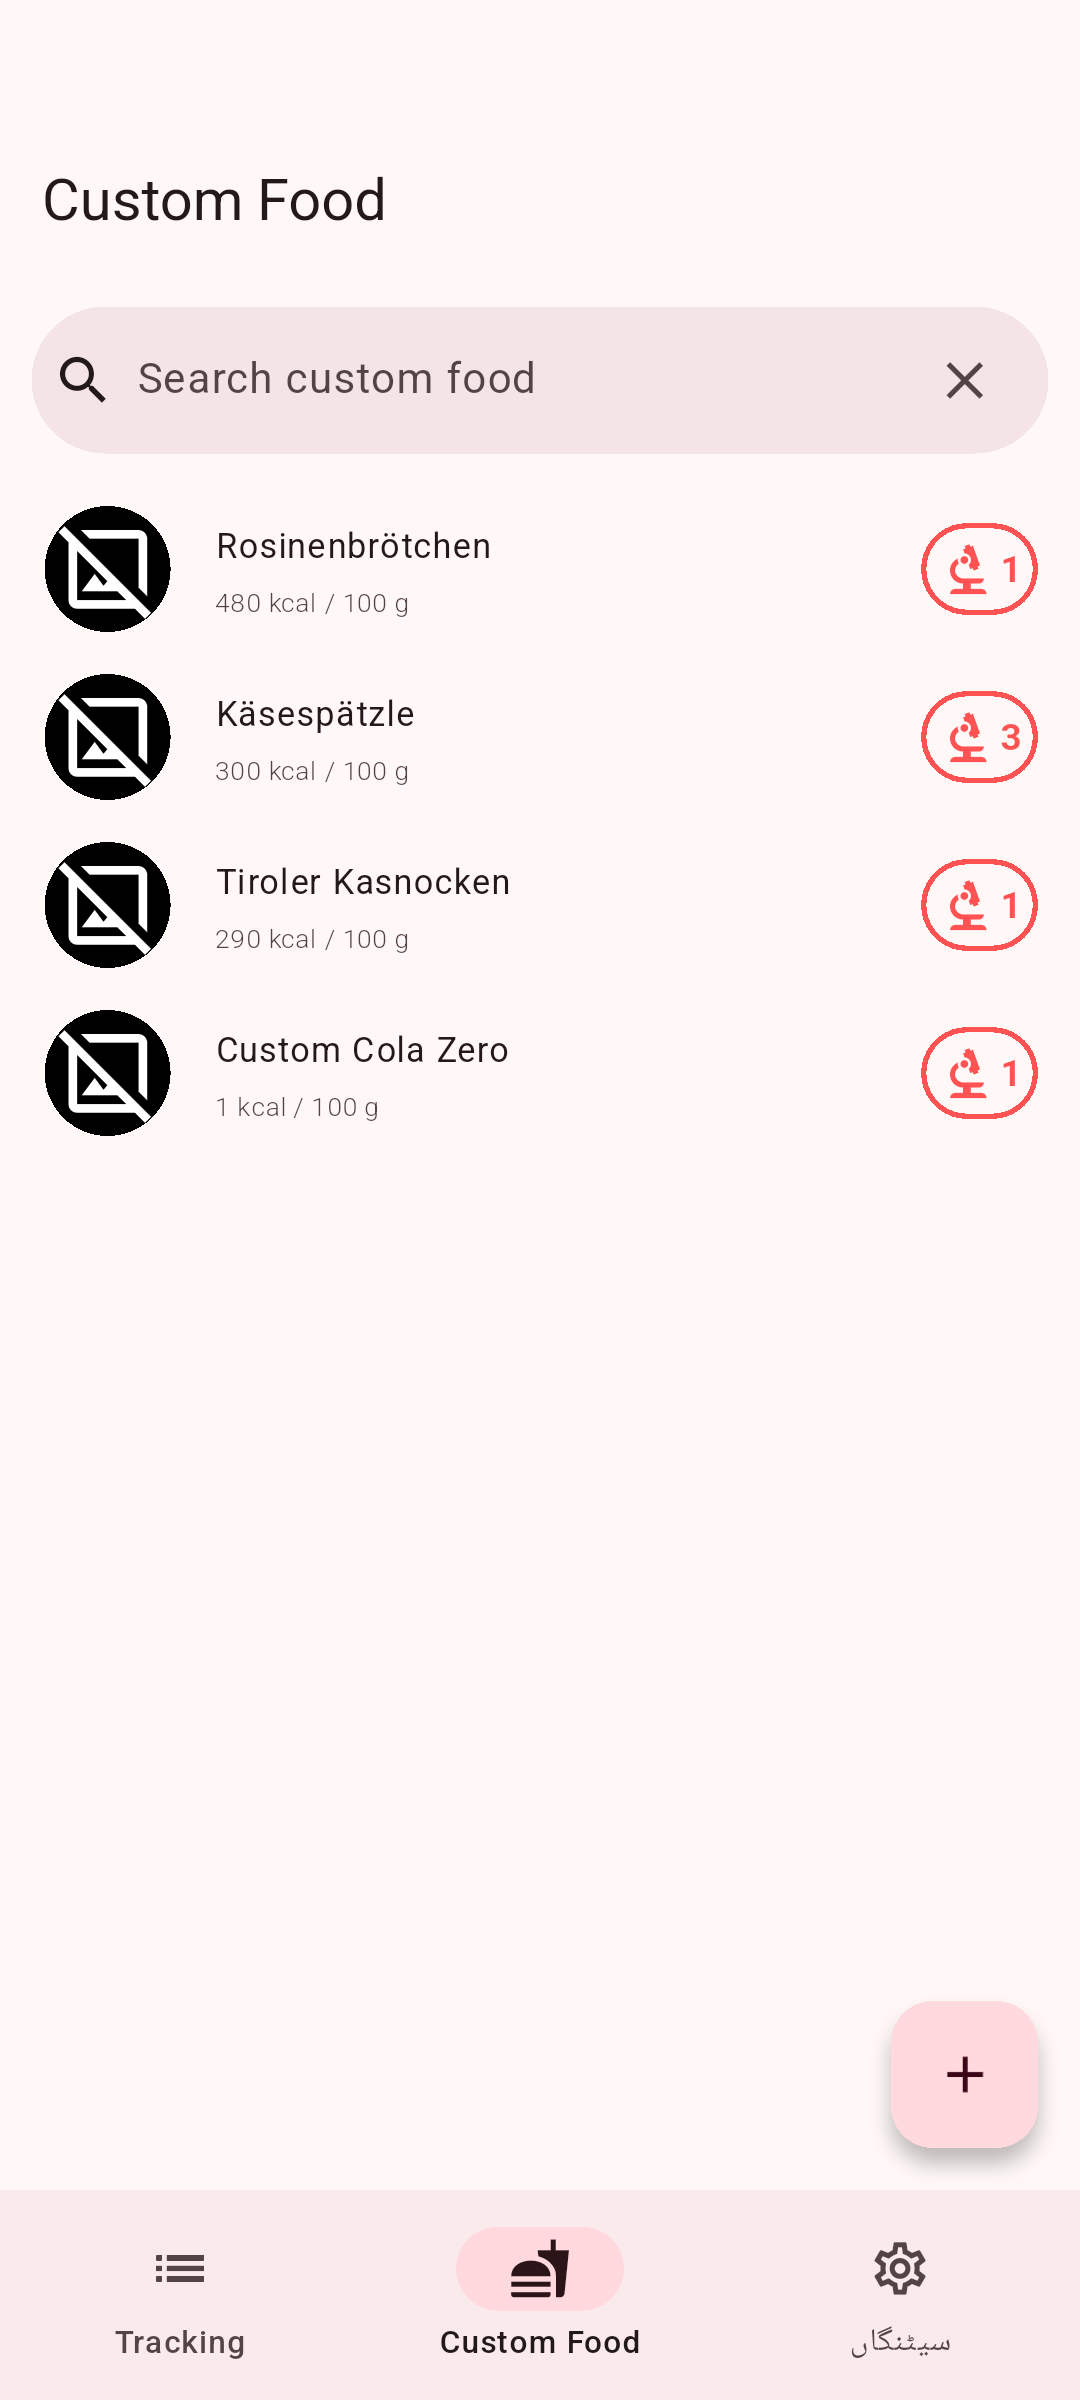 Custom Food
Search custom food
Rosinenbrötchen
480 kcal / 100 g
1
Käsespätzle
300 kcal / 100 g
3
Tiroler Kasnocken
290 kcal / 100 g
1
Custom Cola Zero
1 kcal / 100 g
1
Tracking
Custom Food
سیٹنگاں